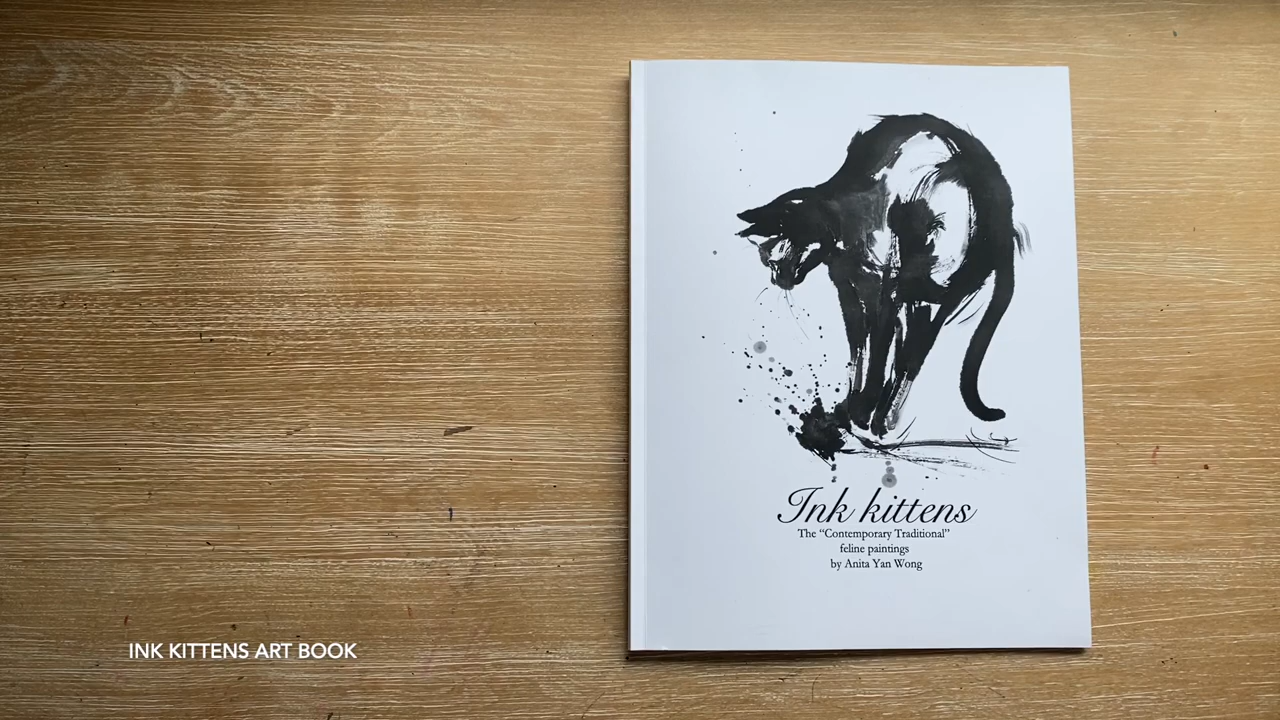 Ink kittens
The “Contemporary Traditional”
feline paintings
by Anita Yan Wong
INK KITTENS ART BOOK